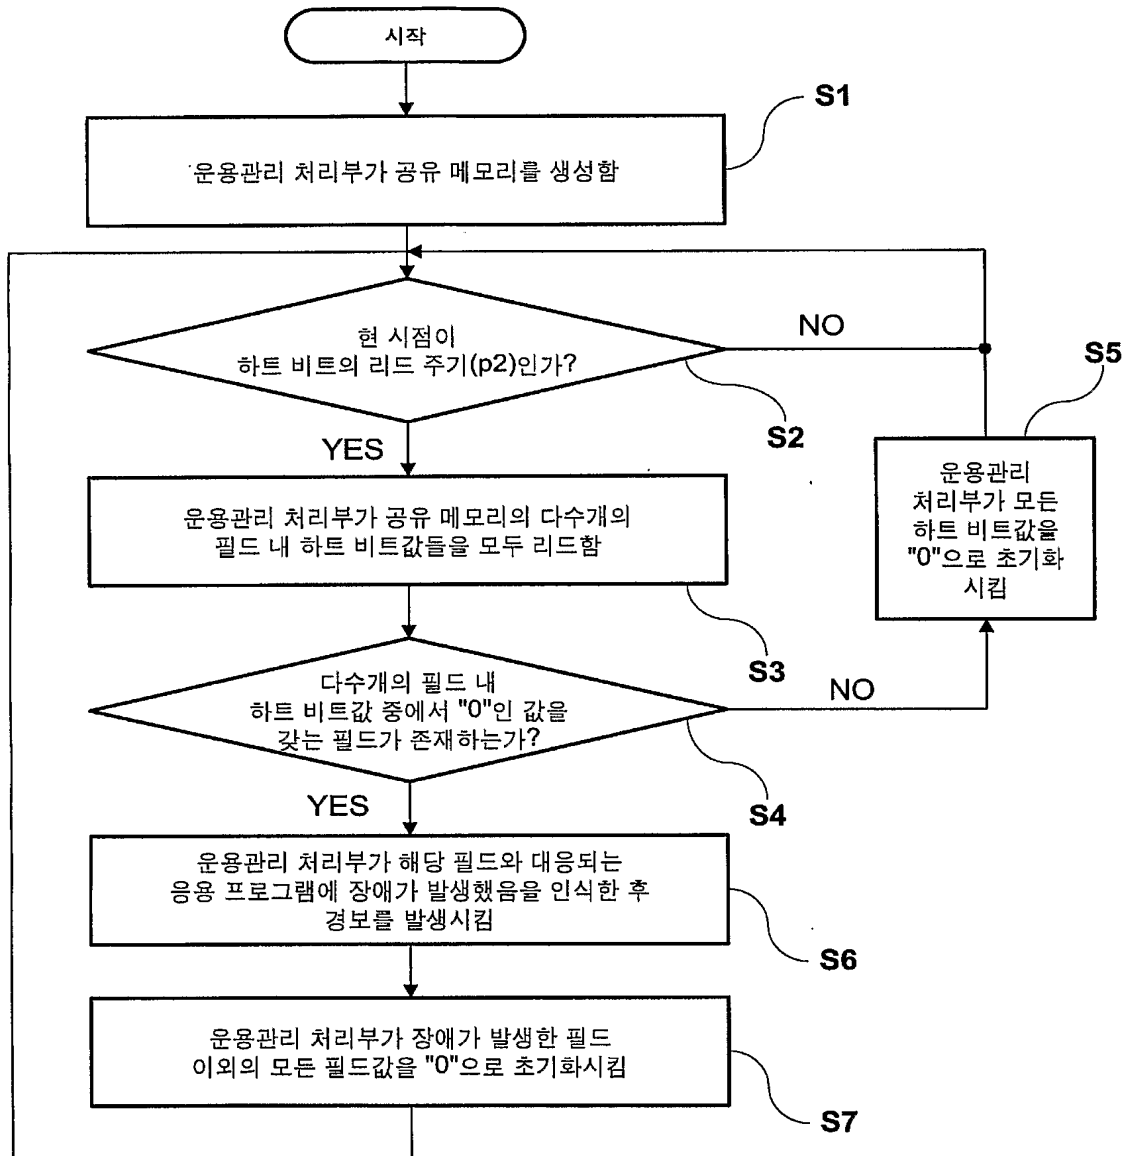 시작
S1
운용관리 처리부가 공유 메모리를 생성함
현 시점이
하트 비트의 리드 주기(p2)인가?
NO
S5
S2
YES
운용관리
처리부가 모든
하트 비트값을
"0"으로 초기화
시킴
운용관리 처리부가 공유 메모리의 다수개의
필드 내 하트 비트값들을 모두 리드함
S3
다수개의 필드 내
하트 비트값 중에서 "0"인 값을
갖는 필드가 존재하는가?
NO
S4
YES
운용관리 처리부가 해당 필드와 대응되는
응용 프로그램에 장애가 발생했음을 인식한 후
경보를 발생시킴
S6
운용관리 처리부가 장애가 발생한 필드
이외의 모든 필드값을 "0"으로 초기화시킴
S7